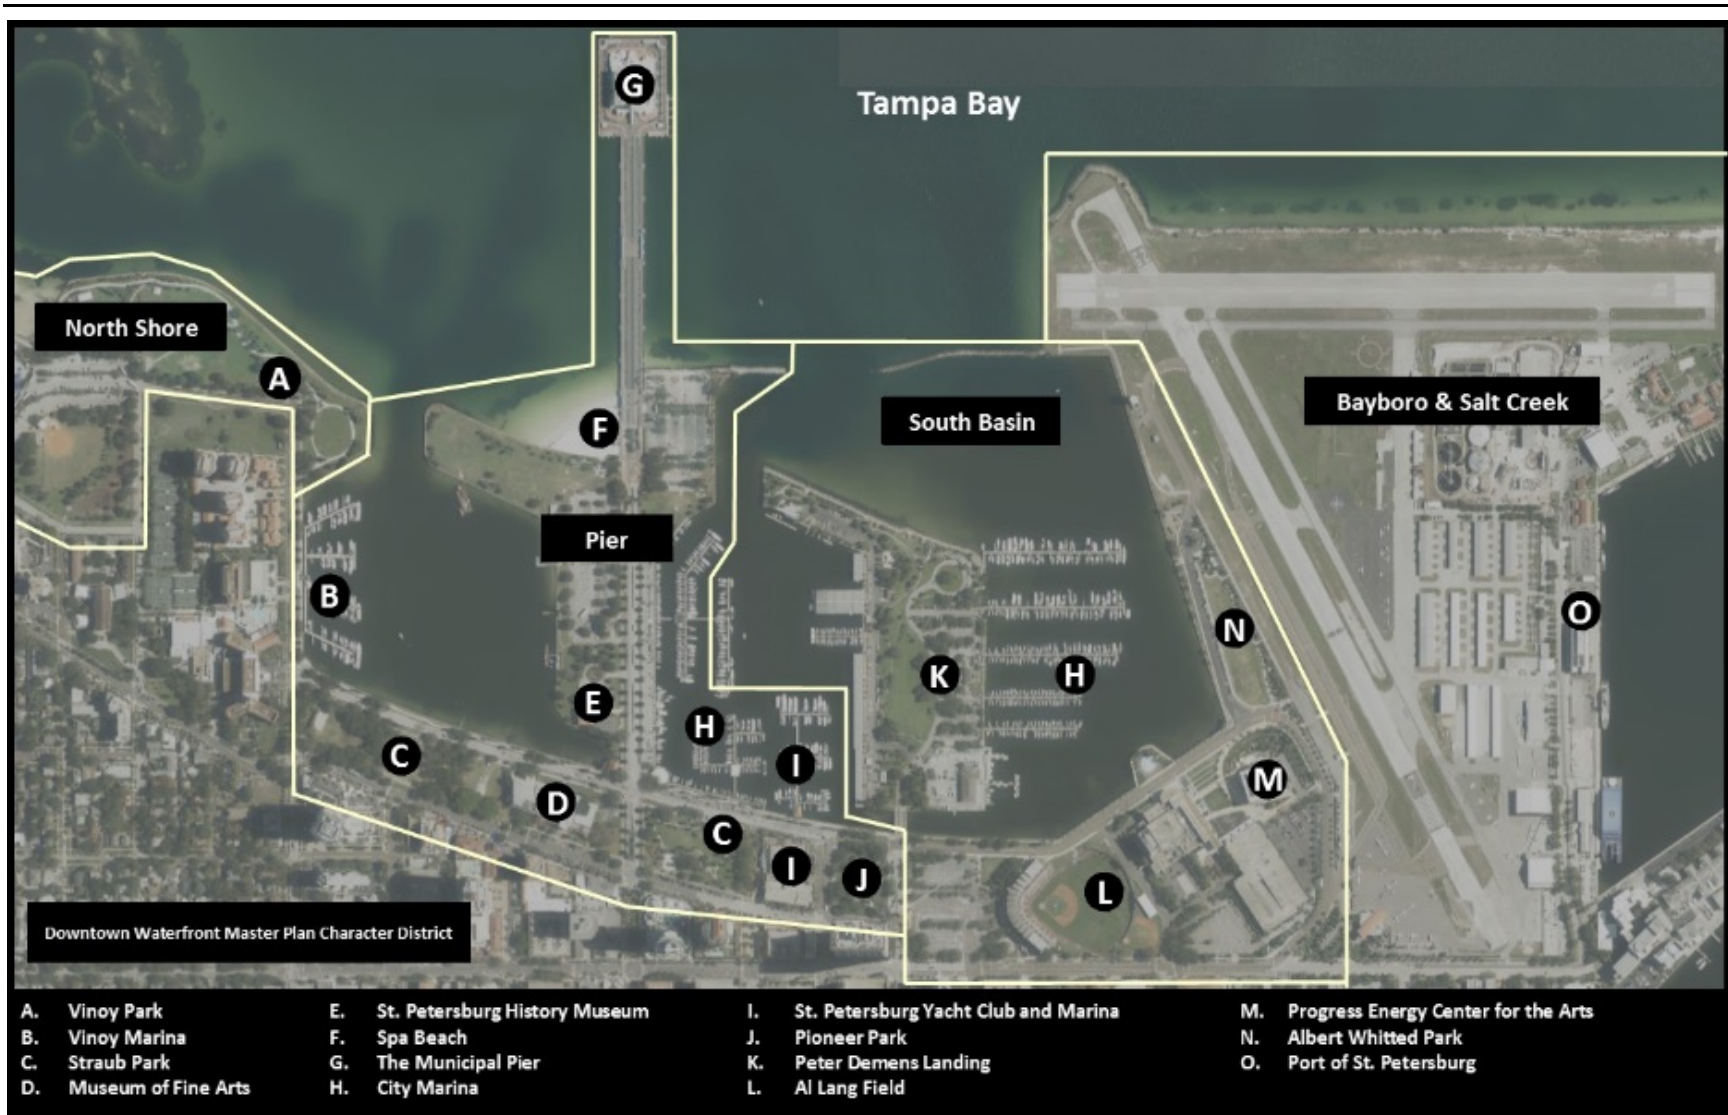 G
Tampa Bay
North Shore
A
F
South Basin
Bayboro & Salt Creek
Pier
B
O
N
E
K
H
H
C
I
M
D
C
I
J
L
Downtown Waterfront Master Plan Character District
A. Vinoy Park
B. Vinoy Marina
C. Straub Park
D. Museum of Fine Arts
E. St. Petersburg History Museum
F. Spa Beach
G. The Municipal Pier
H. City Marina
I. St. Petersburg Yacht Club and Marina
J. Pioneer Park
K. Peter Demens Landing
L. Al Lang Field
M. Progress Energy Center for the Arts
N. Albert Whitted Park
O. Port of St. Petersburg